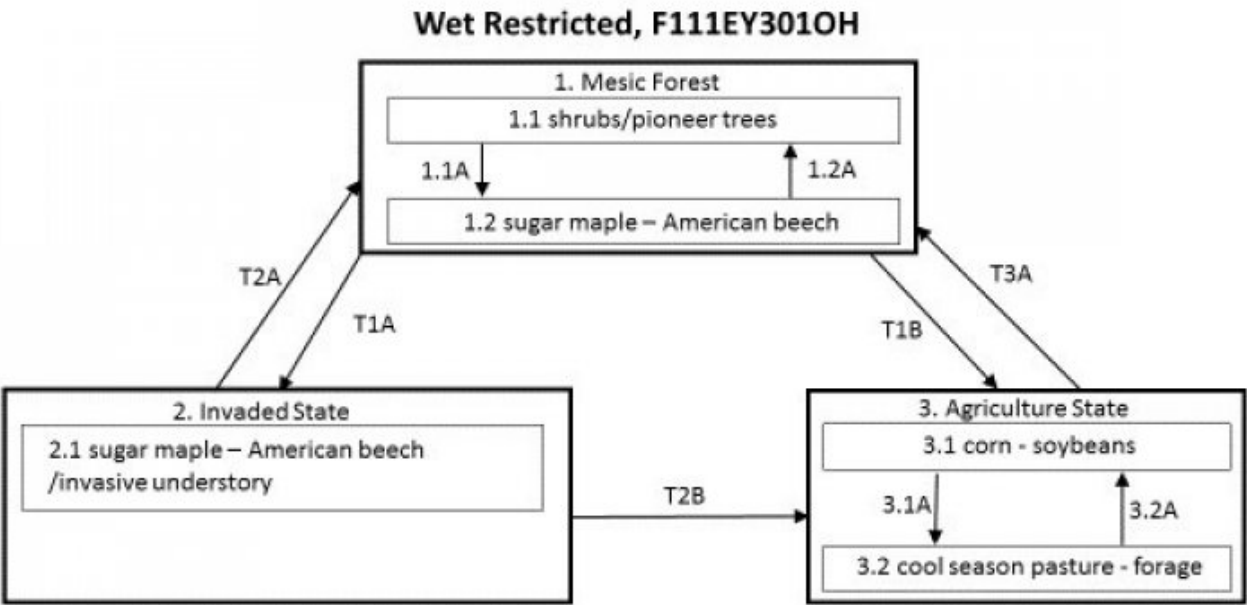 Wet Restricted, F111EY301OH
1. Mesic Forest
1.1 shrubs/pioneer trees
1.1A
1.2A
1.2 sugar maple – American beech
T2A
T1A
T1B
T3A
2. Invaded State
2.1 sugar maple – American beech
/invasive understory
T2B
3. Agriculture State
3.1 corn - soybeans
3.1A
3.2A
3.2 cool season pasture - forage